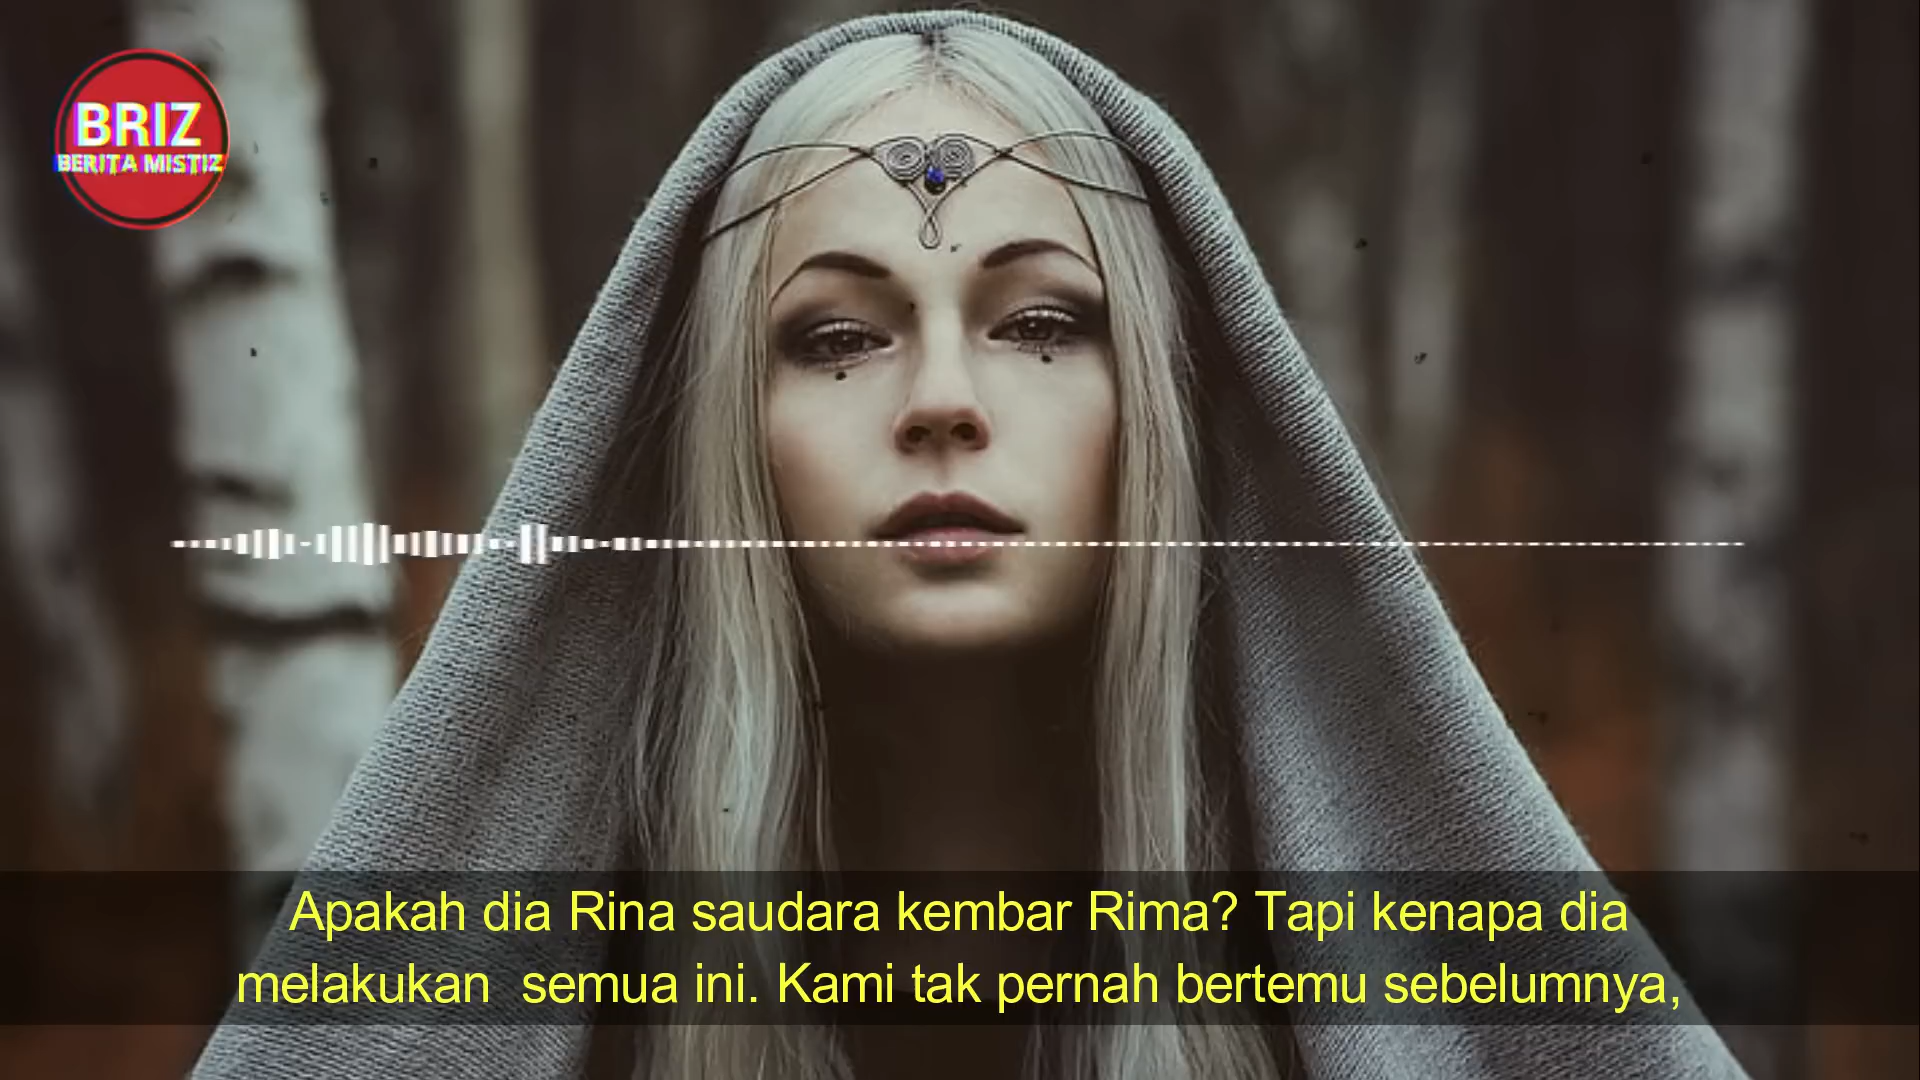 BRIZ
BERITA MISTIZ
Apakah dia Rina saudara kembar Rima? Tapi kenapa dia
melakukan  semua ini. Kami tak pernah bertemu sebelumnya,